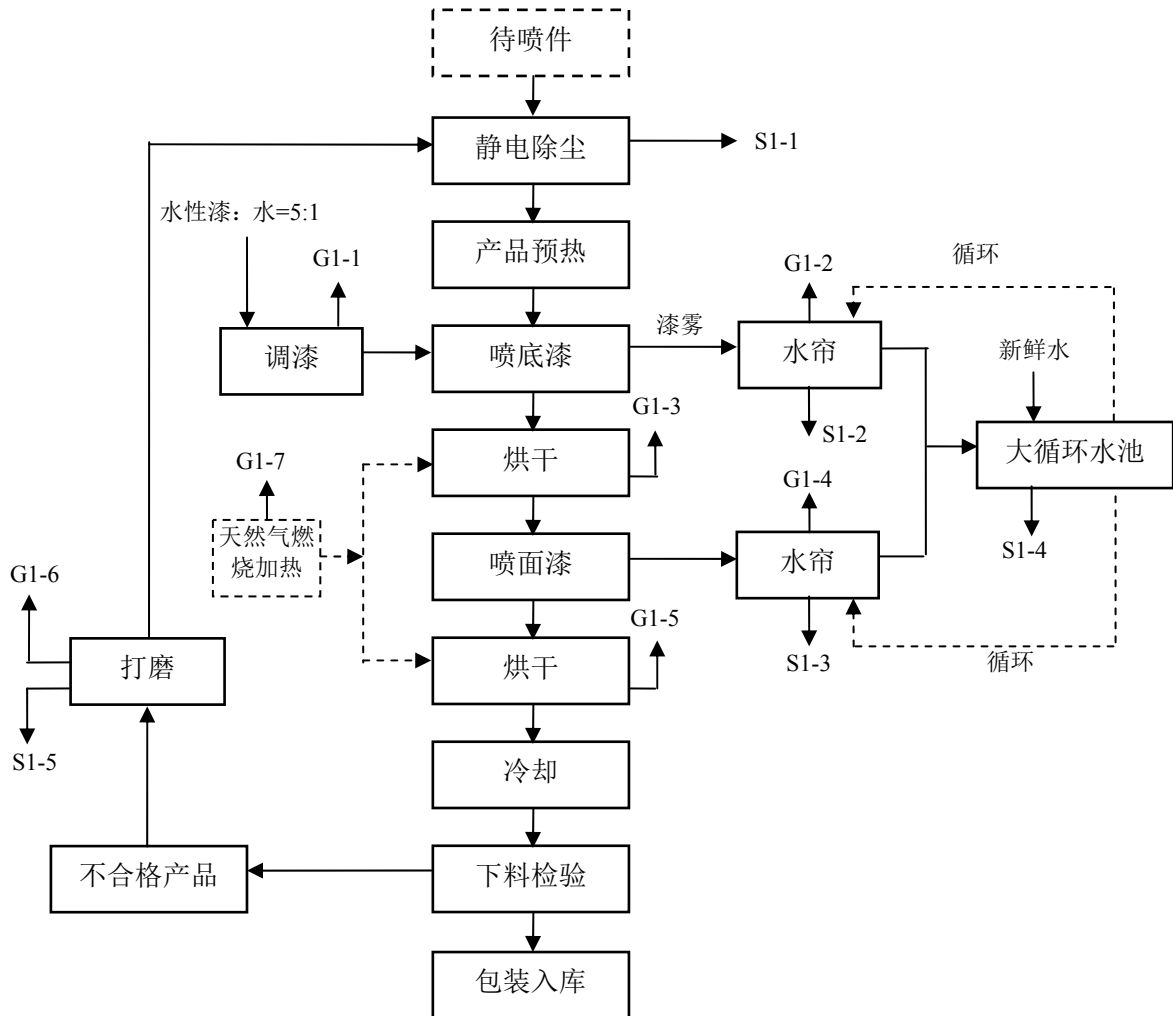 待喷件
静电除尘
S1-1
水性漆：水=5:1
产品预热
G1-1
G1-2
循环
调漆
喷底漆
漆雾
水帘
新鲜水
G1-3
S1-2
大循环水池
烘干
G1-7
G1-4
天然气燃
烧加热
喷面漆
水帘
S1-4
G1-6
G1-5
打磨
烘干
S1-3
循环
S1-5
冷却
不合格产品
下料检验
包装入库